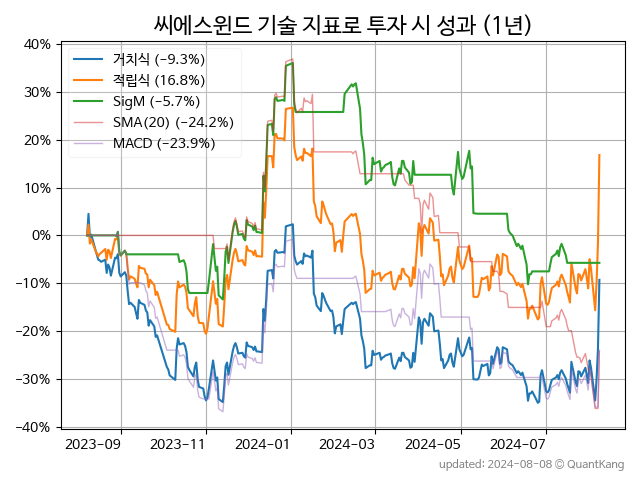 씨에스윈드 기술 지표로 투자 시 성과 (1년)
40%
30%
20%
10%
0%
−10%
−20%
−30%
−40%
거치식 (−9.3%)
적립식 (16.8%)
SigM (−5.7%)
SMA(20) (−24.2%)
MACD (−23.9%)
2023-09
2023-11
2024-01
2024-03
2024-05
2024-07
updated: 2024-08-08 © QuantKang